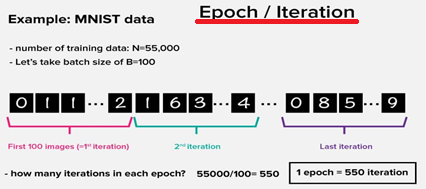 Epoch / Iteration
Example: MNIST data
- number of training data: N=55,000
- Let's take batch size of B=100
0 1 1 ... 2 1 6 3 ... 4 ... 0 8 5 ... 9
First 100 images (=1st iteration) 2nd iteration Last iteration
- how many iterations in each epoch? 55000/100= 550 1 epoch = 550 iteration